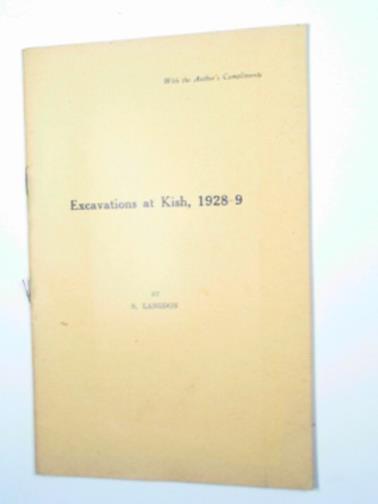 With the Author's Compliments
Excavations at Kish, 1928-9
BY
S. LANGDON